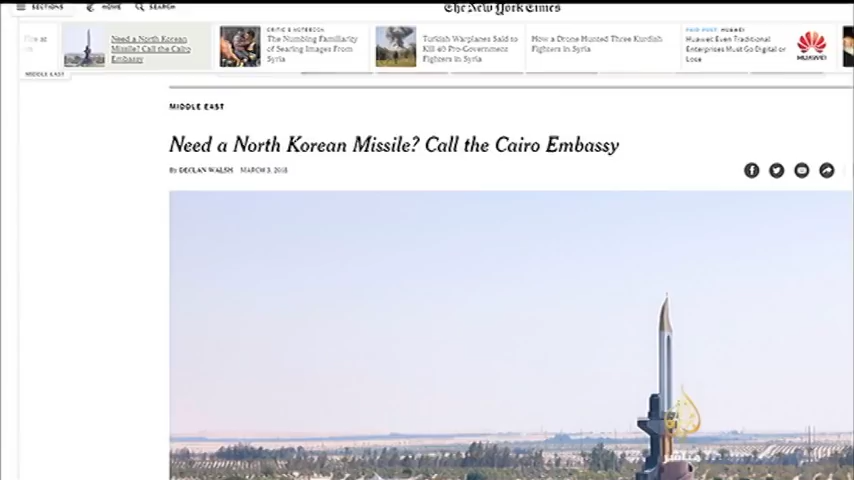 SECTIONS
HOME
SEARCH
The New York Times
Need a North Korean
Missile? Call the Cairo
Embassy
CRITIC'S NOTEBOOK
The Numbing Familiarity
of Searing Images From
Syria
Turkish Warplanes Said to
Kill 40 Pro-Government
Fighters in Syria
How a Drone Hunted Three Kurdish
Fighters in Syria
PAID POST: HUAWEI
Huawei: Even Traditional
Enterprises Must Go Digital or
Lose
HUAWEI
MIDDLE EAST
MIDDLE EAST
Need a North Korean Missile? Call the Cairo Embassy
By DECLAN WALSH MARCH 3, 2018
مباشر